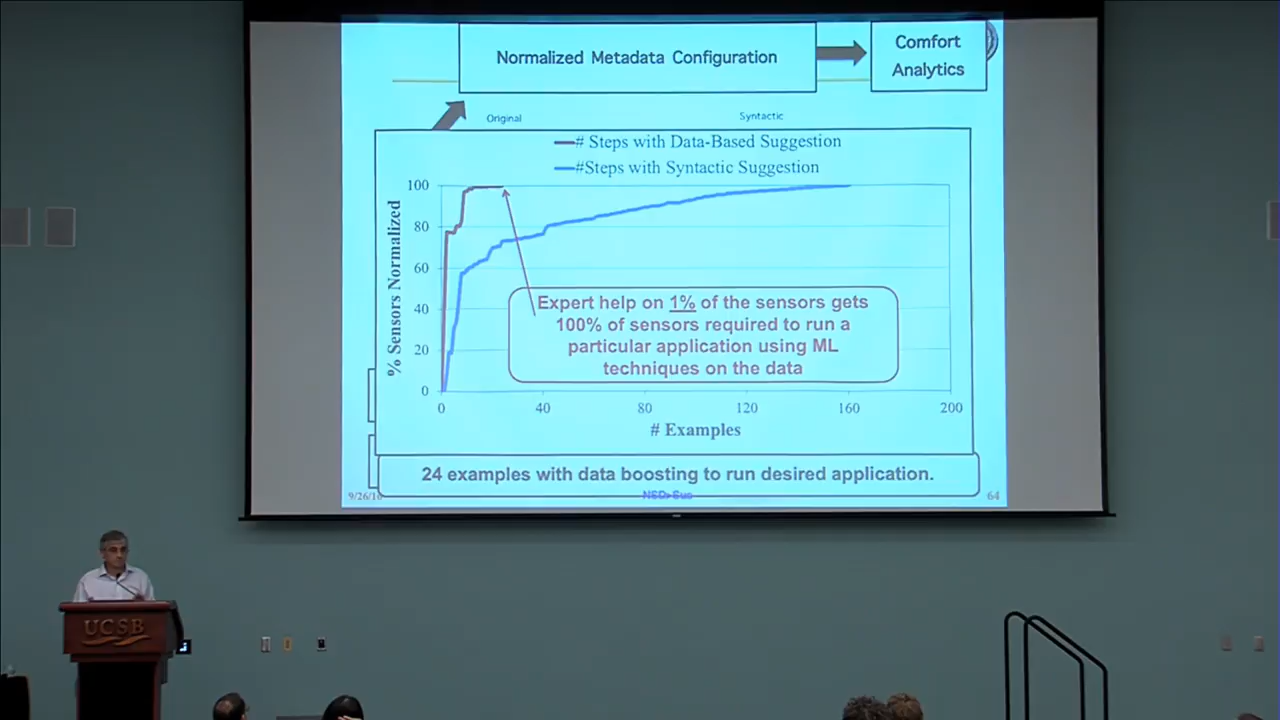 Normalized Metadata Configuration
Comfort
Analytics
Original
Syntactic
# Steps with Data-Based Suggestion
#Steps with Syntactic Suggestion
% Sensors Normalized
100
80
60
40
20
0
Expert help on 1% of the sensors gets
100% of sensors required to run a
particular application using ML
techniques on the data
0 40 80 120 160 200
# Examples
24 examples with data boosting to run desired application.
64
UCSB